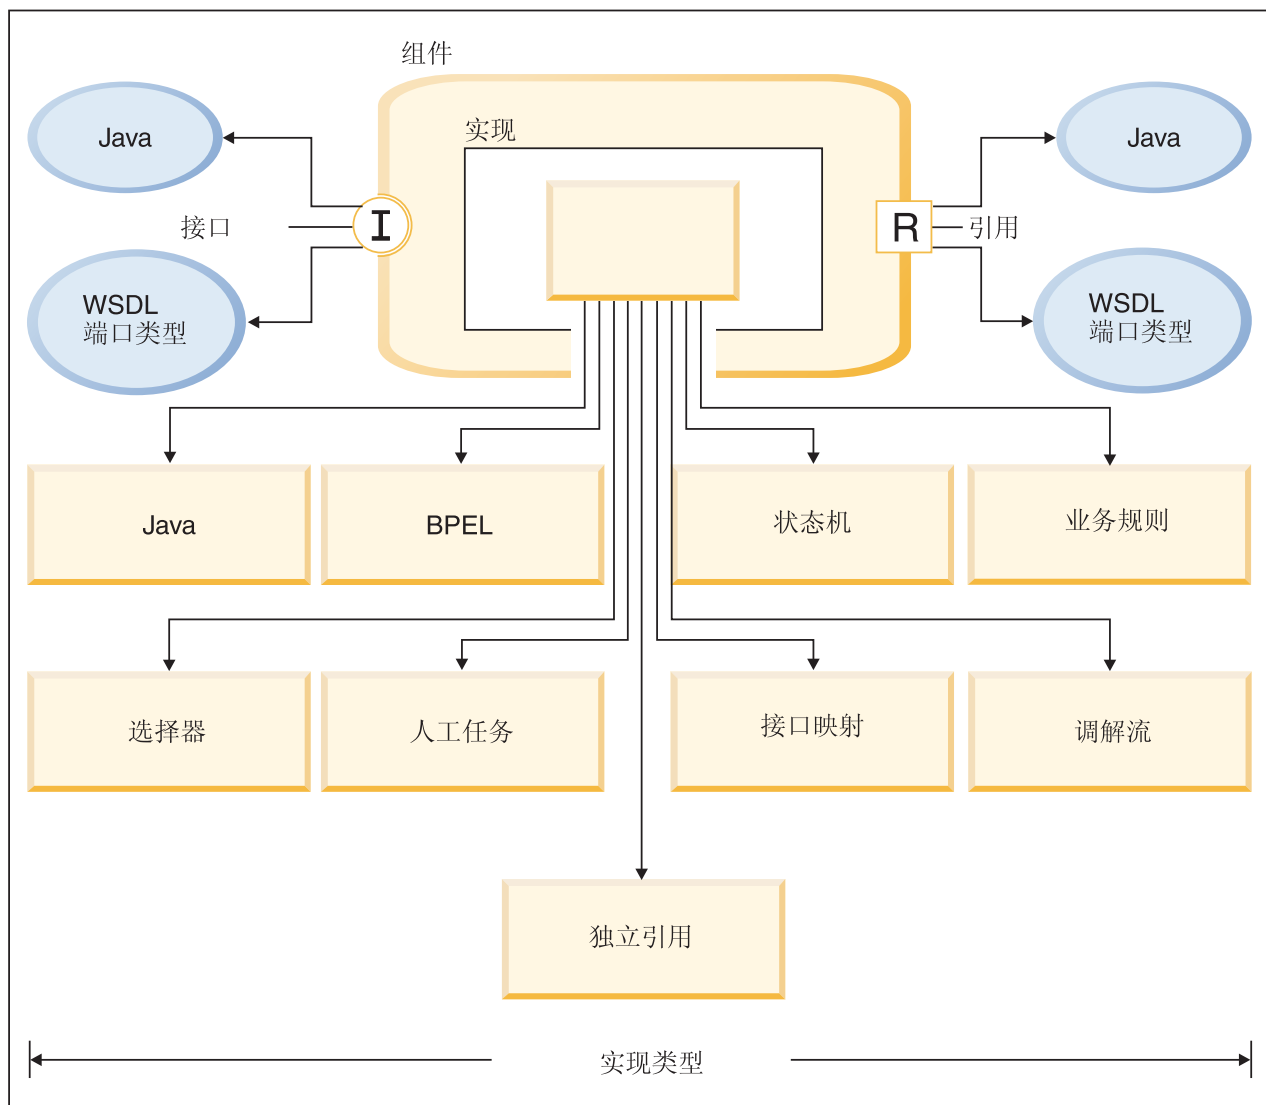 组件
实现
Java
接口
I
WSDL
端口类型
R
引用
Java
WSDL
端口类型
Java
BPEL
状态机
业务规则
选择器
人工任务
接口映射
调解流
独立引用
实现类型